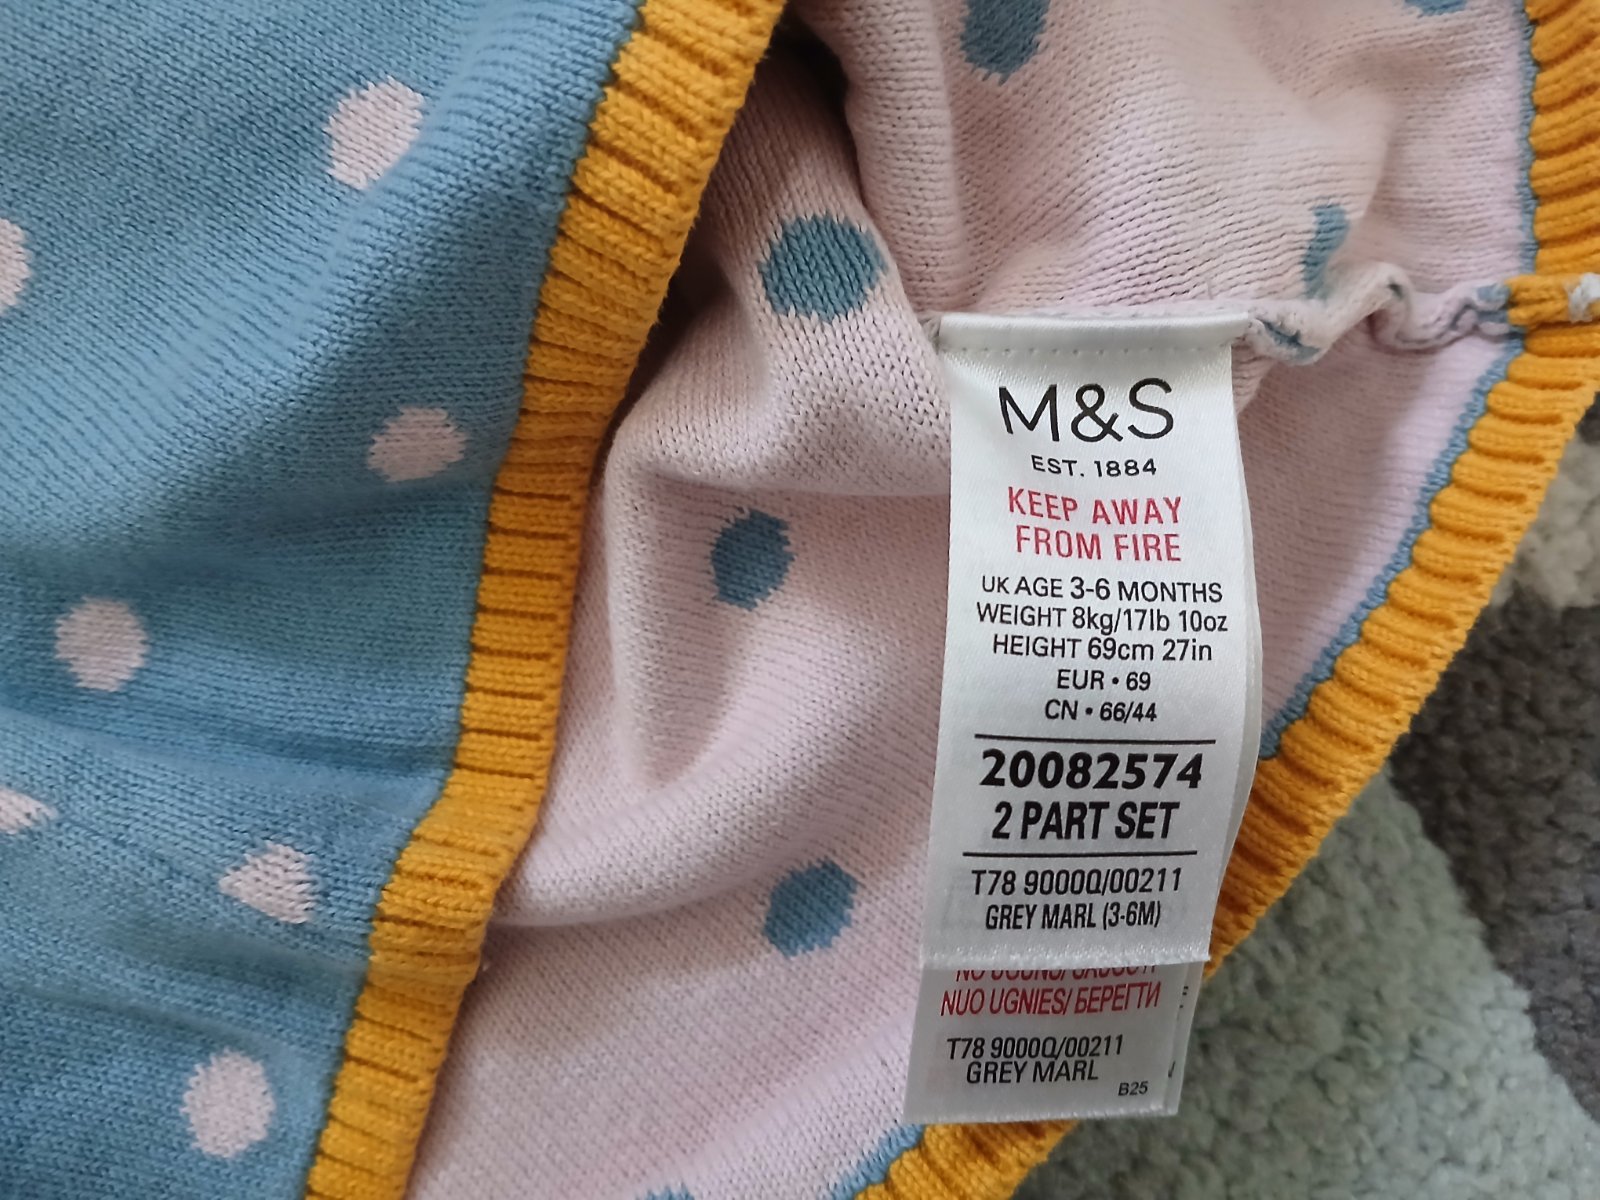 M&S
EST. 1884
KEEP AWAY
FROM FIRE
UK AGE 3-6 MONTHS
WEIGHT 8kg/17lb 10oz
HEIGHT 69cm 27in
EUR • 69
CN • 66/44
20082574
2 PART SET
T78 9000Q/00211
GREY MARL (3-6M)
NUO UGNIES/ БЕРЕГТИ
T78 9000Q/00211
GREY MARL
B25